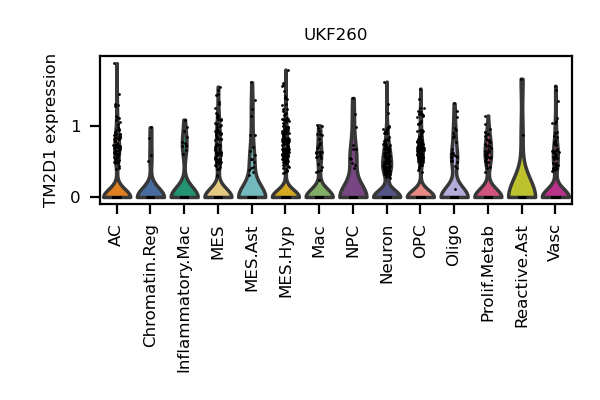 UKF260
TM2D1 expression
1
0
AC
Chromatin.Reg
Inflammatory.Mac
MES
MES.Ast
MES.Hyp
Mac
NPC
Neuron
OPC
Oligo
Prolif.Metab
Reactive.Ast
Vasc